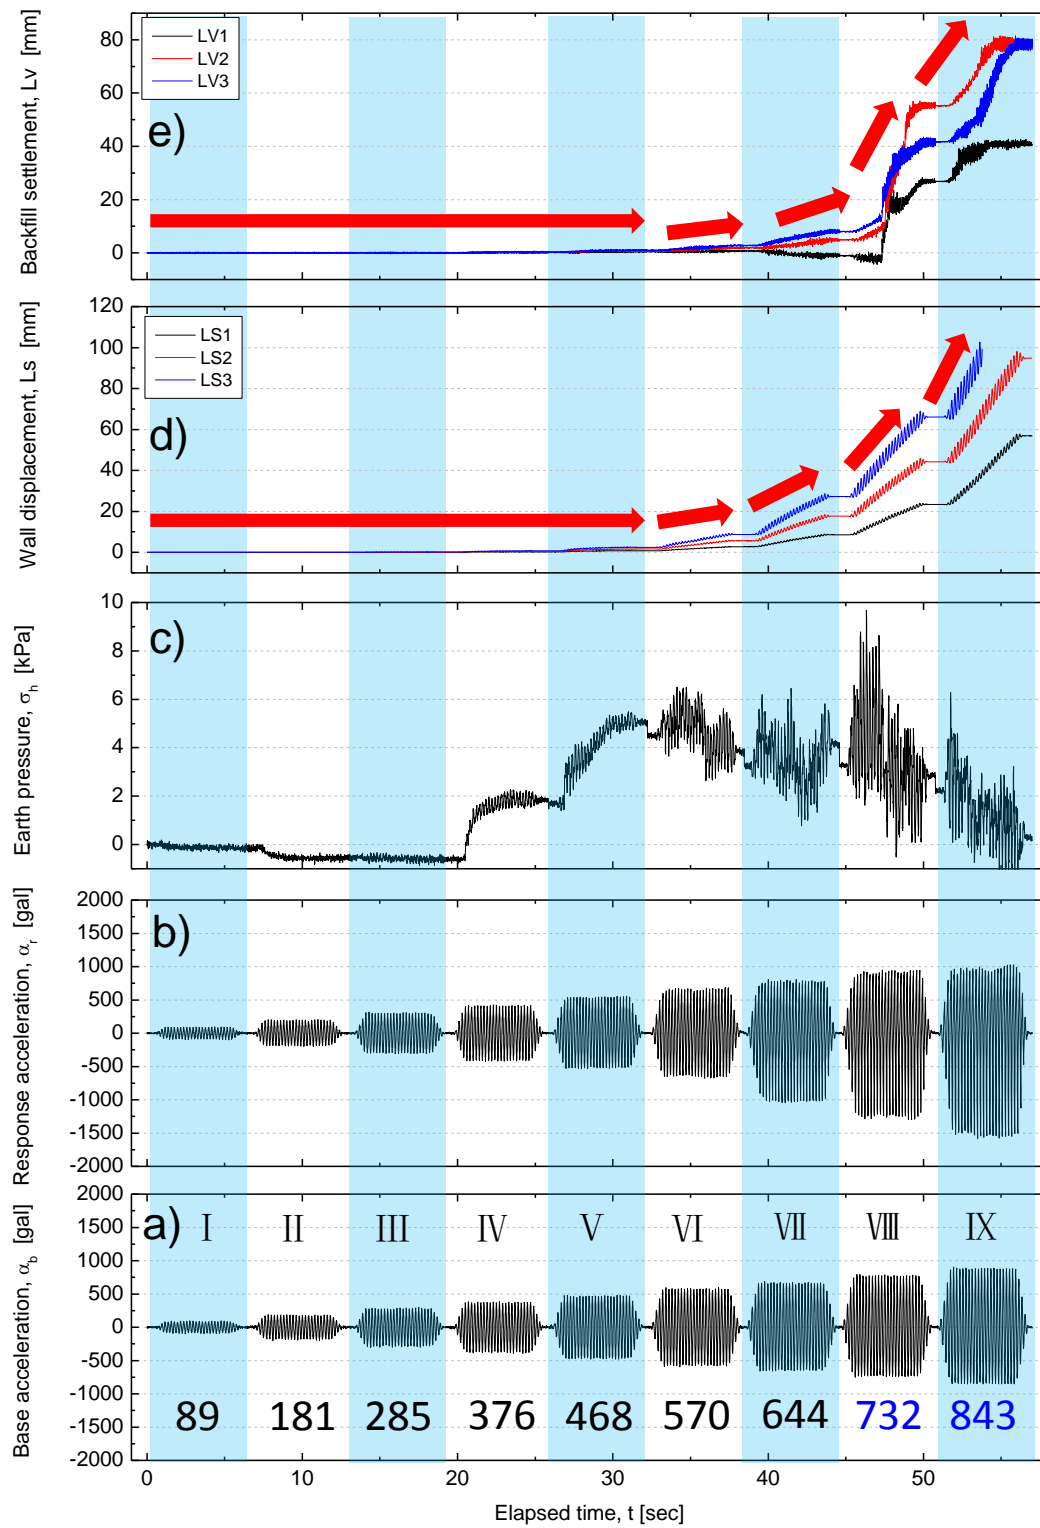 Backfill settlement, Lv [mm]
80
60
40
20
0
LV1
LV2
LV3
e)
Wall displacement, Ls [mm]
120
100
80
60
40
20
0
LS1
LS2
LS3
d)
Earth pressure, σh [kPa]
10
8
6
4
2
0
c)
Response acceleration, αr [gal]
2000
1500
1000
500
0
-500
-1000
-1500
-2000
b)
Base acceleration, αb [gal]
2000
1500
1000
500
0
-500
-1000
-1500
-2000
a)
Ⅰ Ⅱ Ⅲ Ⅳ Ⅴ Ⅵ Ⅶ Ⅷ Ⅸ
89 181 285 376 468 570 644 732 843
0 10 20 30 40 50
Elapsed time, t [sec]